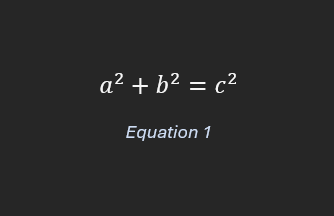 a² + b² = c²
Equation 1